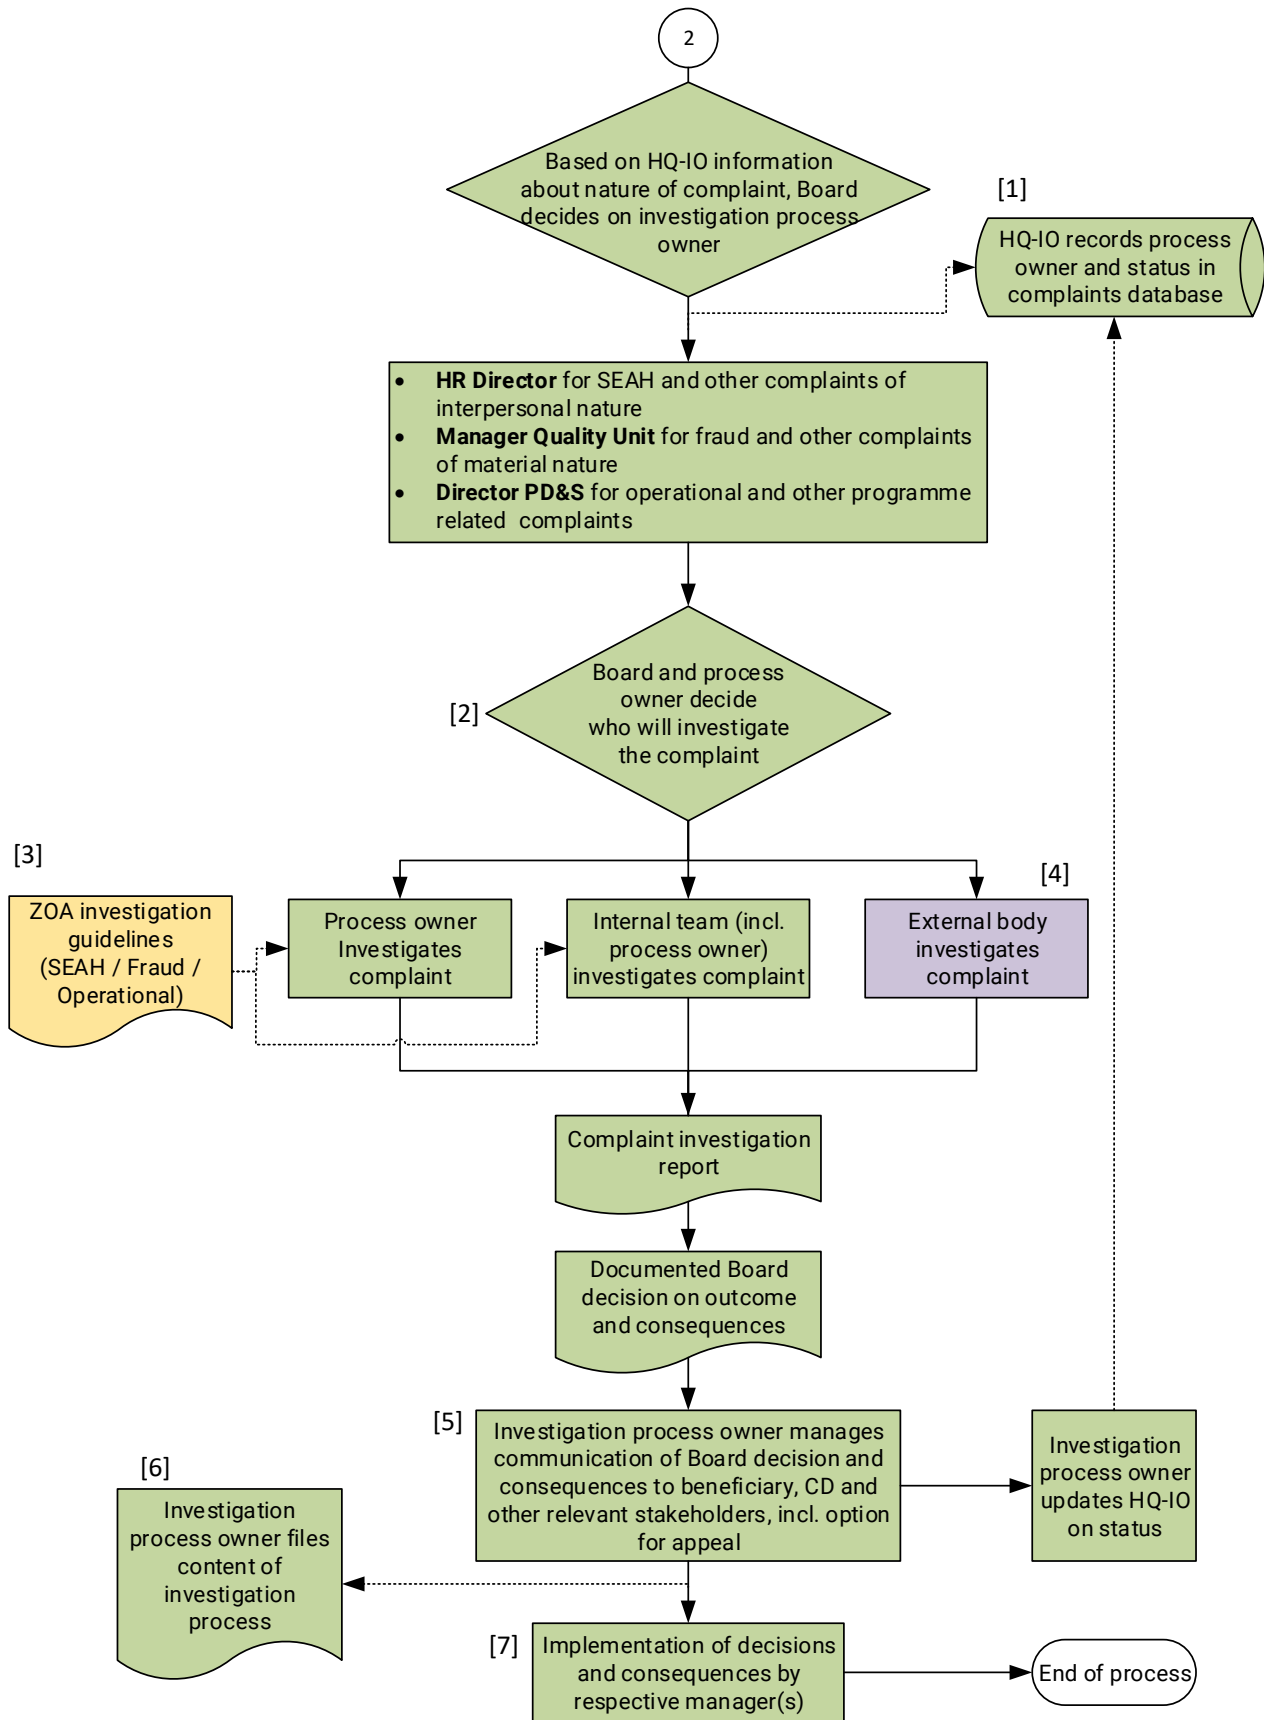 2
Based on HQ-IO information
about nature of complaint, Board
decides on investigation process
owner
[1]
HQ-IO records process
owner and status in
complaints database
• HR Director for SEAH and other complaints of
interpersonal nature
• Manager Quality Unit for fraud and other complaints
of material nature
• Director PD&S for operational and other programme
related complaints
[2]
Board and process
owner decide
who will investigate
the complaint
[3]
ZOA investigation
guidelines
(SEAH / Fraud /
Operational)
Process owner
Investigates
complaint
Internal team (incl.
process owner)
investigates complaint
[4]
External body
investigates
complaint
Complaint investigation
report
Documented Board
decision on outcome
and consequences
[5]
Investigation process owner manages
communication of Board decision and
consequences to beneficiary, CD and
other relevant stakeholders, incl. option
for appeal
Investigation
process owner
updates HQ-IO
on status
[6]
Investigation
process owner files
content of
investigation
process
[7]
Implementation of decisions
and consequences by
respective manager(s)
End of process